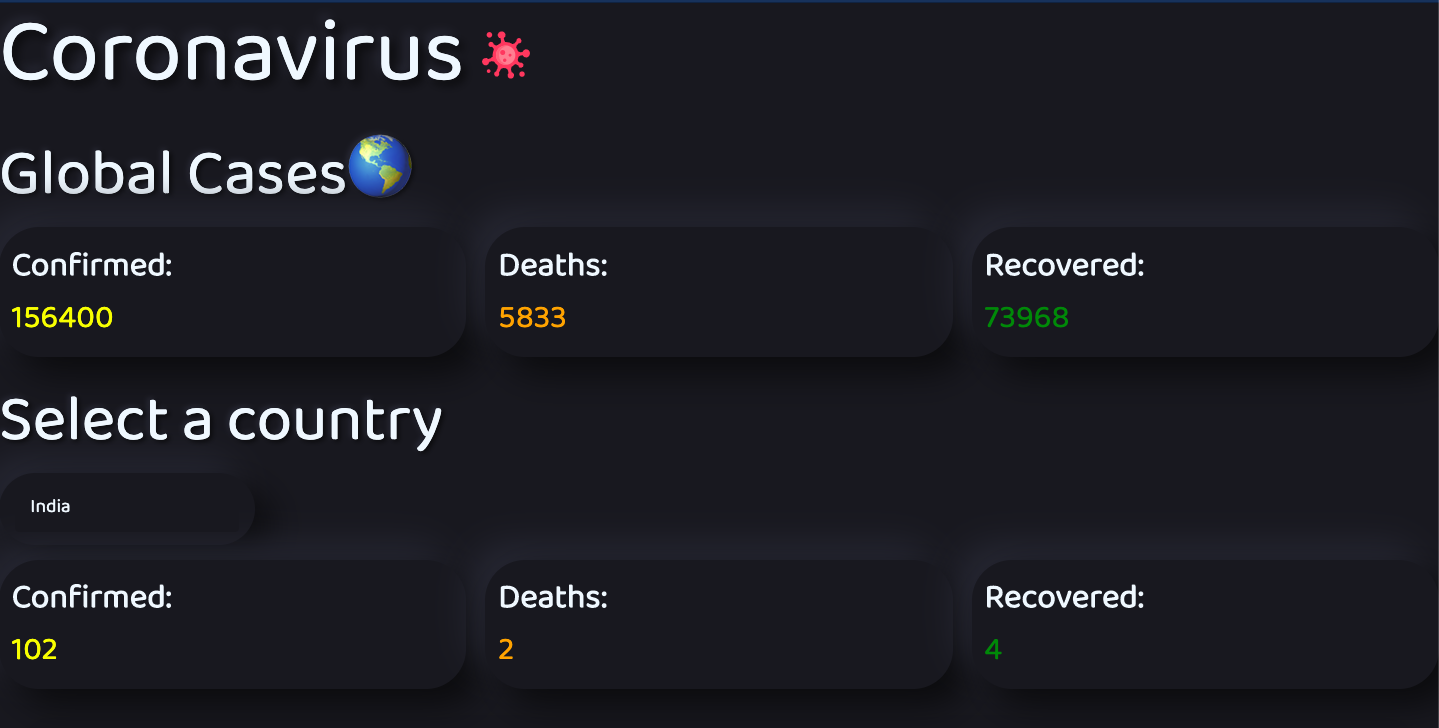 Coronavirus
Global Cases
Confirmed: Deaths: Recovered:
156400 5833 73968
Select a country
India
Confirmed: Deaths: Recovered:
102 2 4